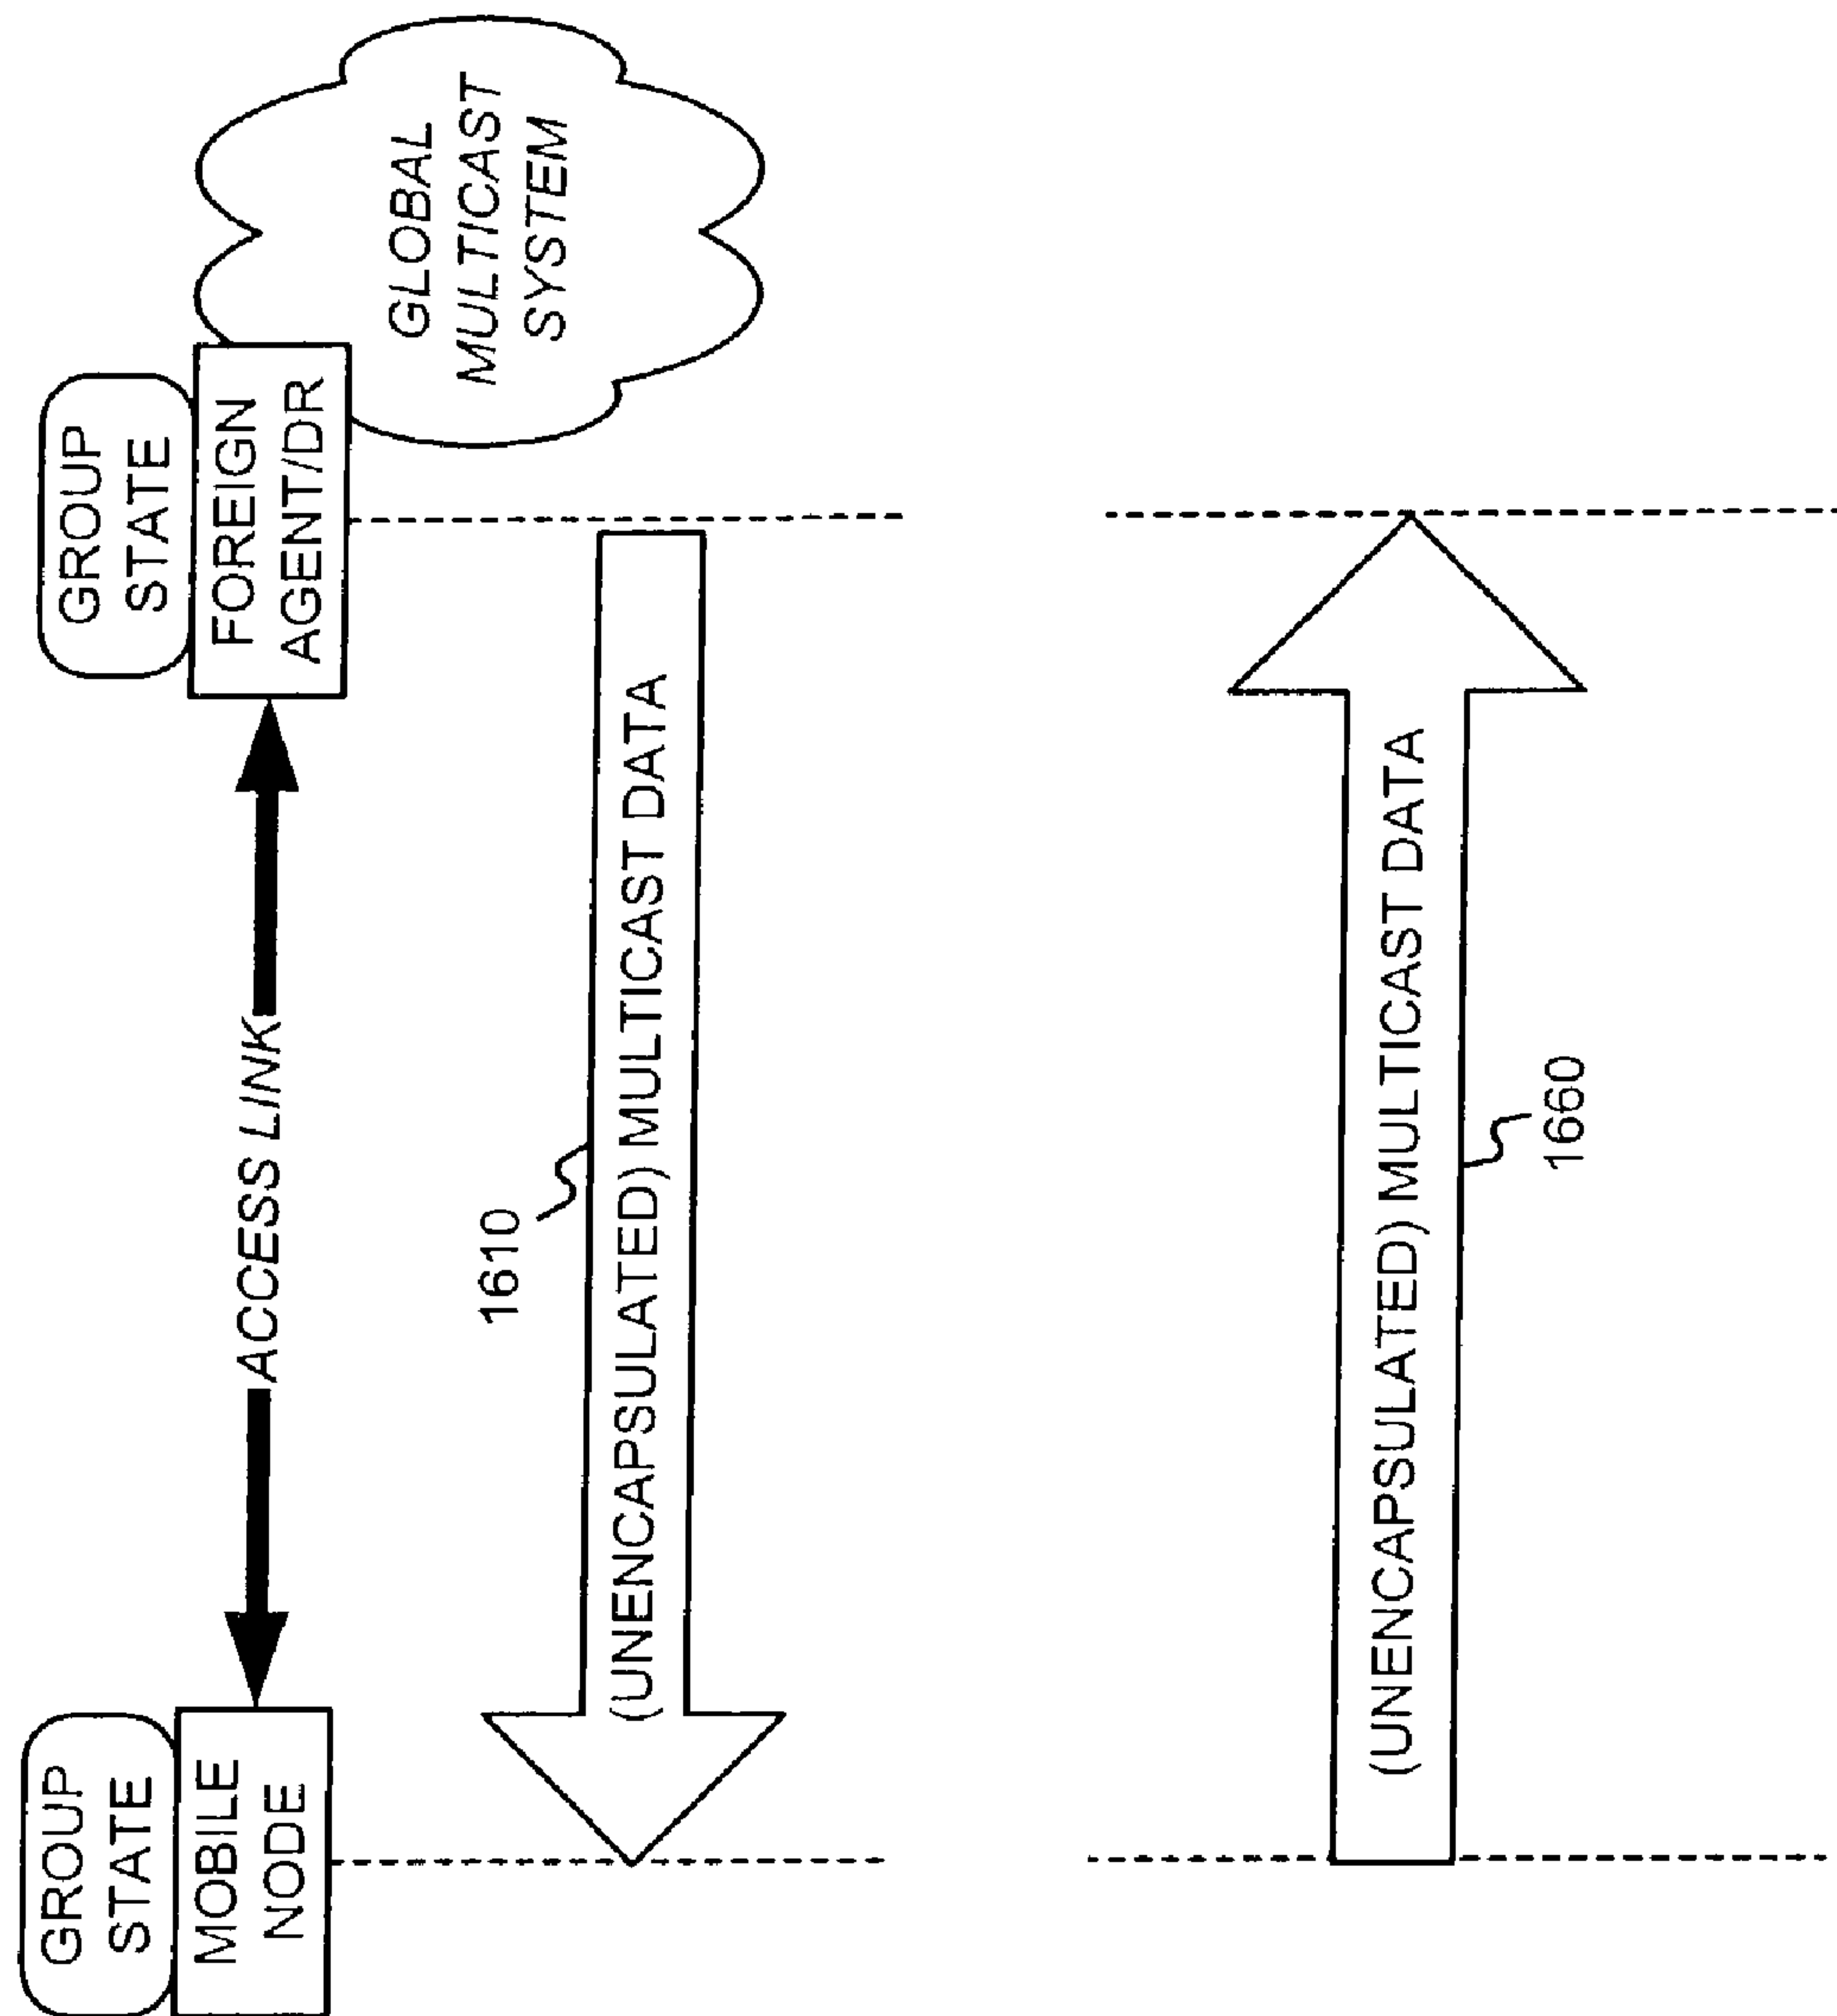 GROUP
STATE
MOBILE
NODE
ACCESS LINK
GROUP
STATE
FOREIGN
AGENT/DR
GLOBAL
MULTICAST
SYSTEM
1610
(UNENCAPSULATED) MULTICAST DATA
(UNENCAPSULATED) MULTICAST DATA
1660